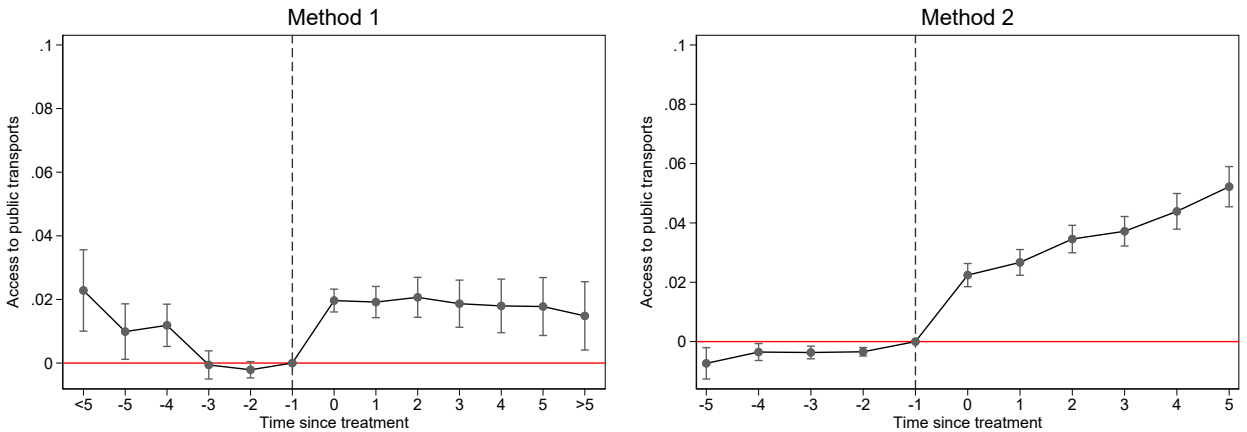 Method 1
Access to public transports
.1
.08
.06
.04
.02
0
<5 -5 -4 -3 -2 -1 0 1 2 3 4 5 >5
Time since treatment
Method 2
Access to public transports
.1
.08
.06
.04
.02
0
-5 -4 -3 -2 -1 0 1 2 3 4 5
Time since treatment